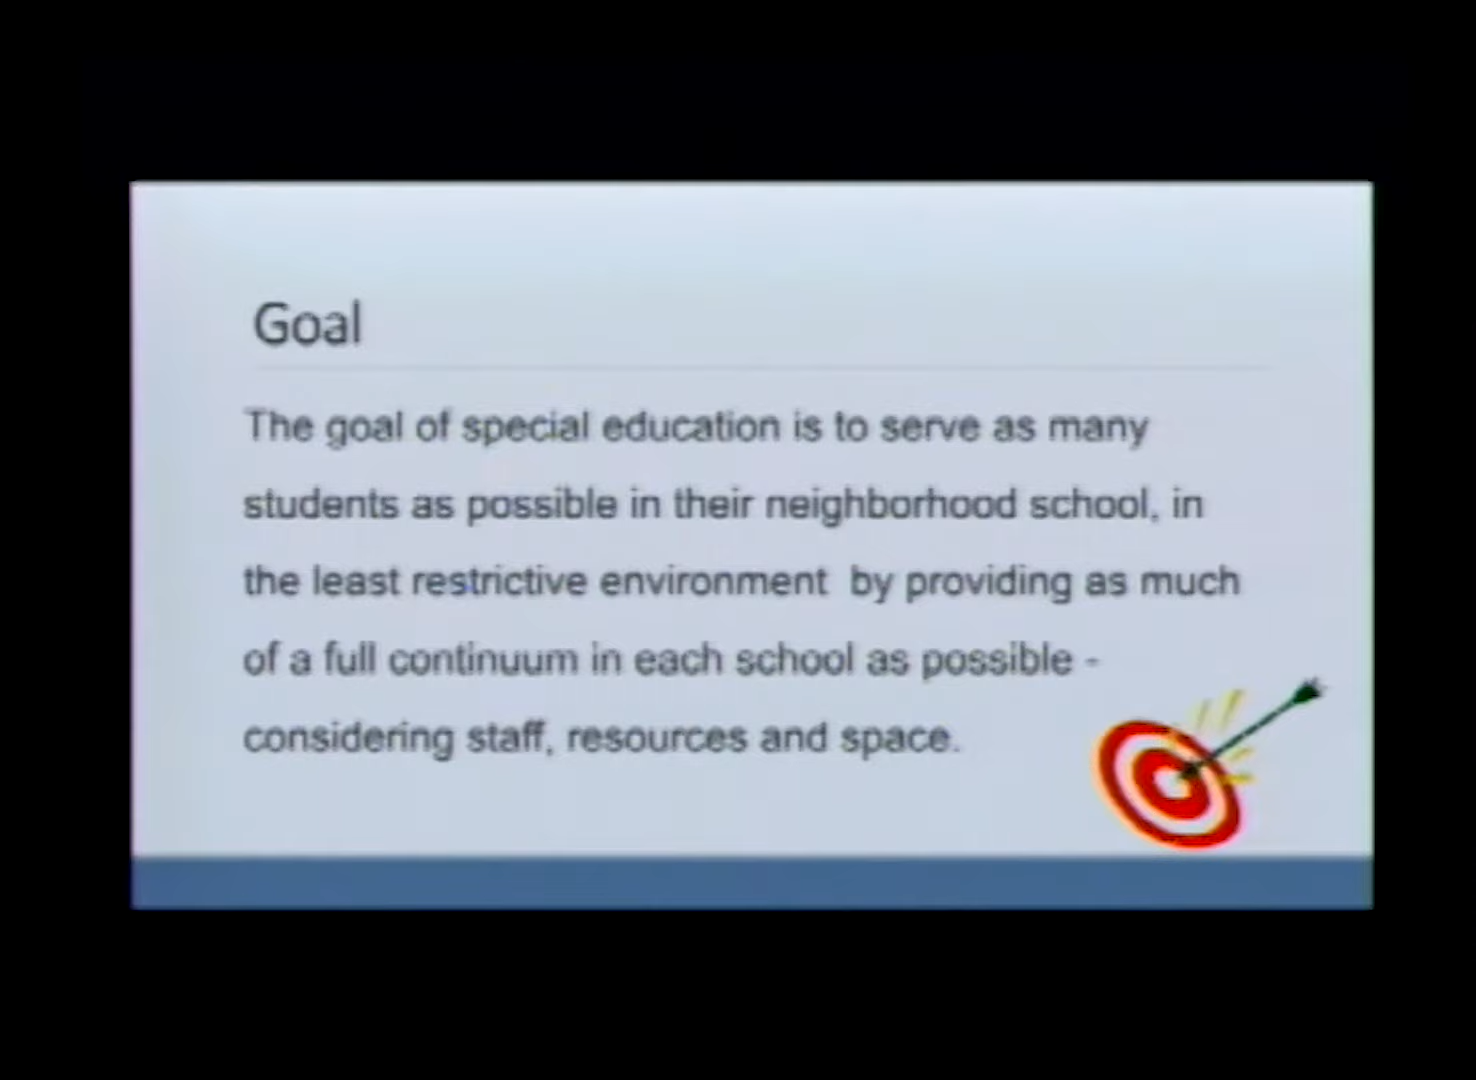 Goal
The goal of special education is to serve as many
students as possible in their neighborhood school, in
the least restrictive environment  by providing as much
of a full continuum in each school as possible -
considering staff, resources and space.